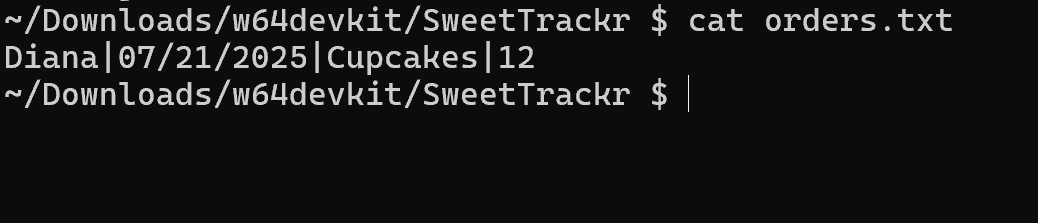 ~/Downloads/w64devkit/SweetTrackr $ cat orders.txt
Diana|07/21/2025|Cupcakes|12
~/Downloads/w64devkit/SweetTrackr $